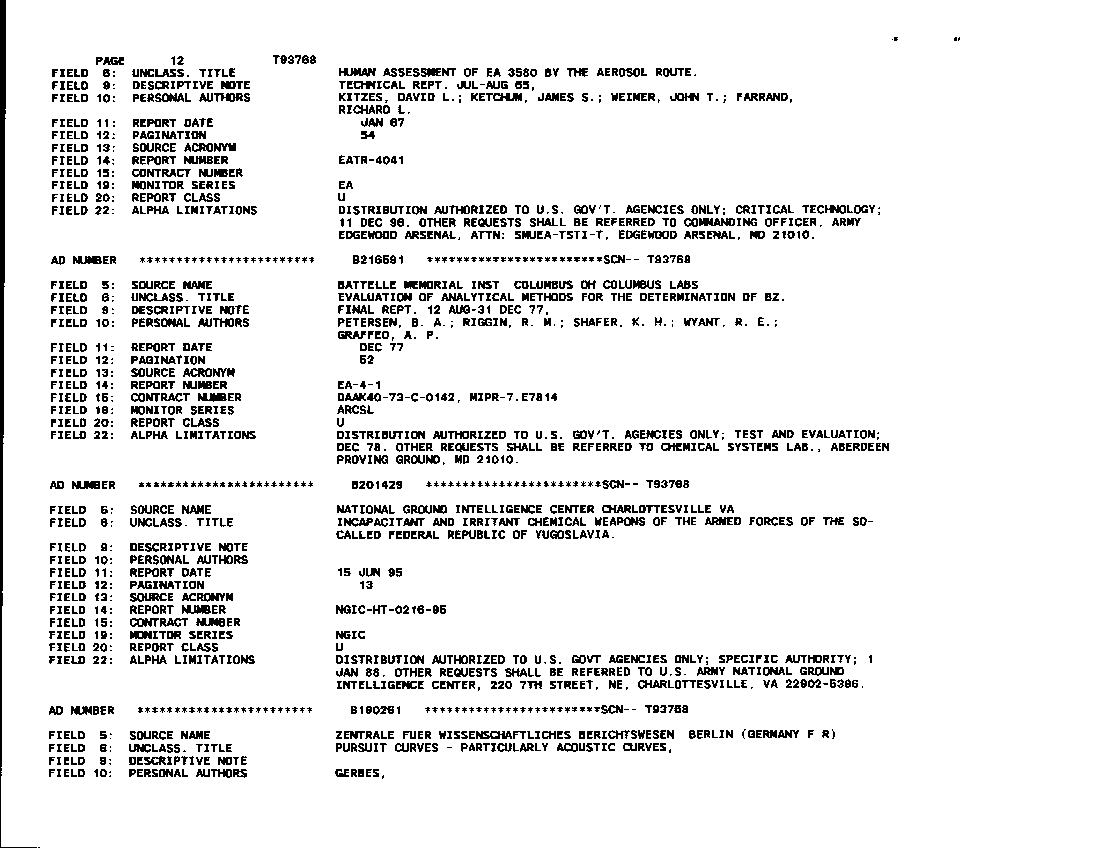 PAGE 12 T93768
FIELD 6: UNCLASS. TITLE HUMAN ASSESSMENT OF EA 3580 BY THE AEROSOL ROUTE.
FIELD 9: DESCRIPTIVE NOTE TECHNICAL REPT. JUL-AUG 65,
FIELD 10: PERSONAL AUTHORS KITZES, DAVID L.; KETCHUM, JAMES S.; WEIMER, JOHN T.; FARRAND,
RICHARD L.
FIELD 11: REPORT DATE JAN 67
FIELD 12: PAGINATION 54
FIELD 13: SOURCE ACRONYM
FIELD 14: REPORT NUMBER EATR-4041
FIELD 15: CONTRACT NUMBER
FIELD 19: MONITOR SERIES EA
FIELD 20: REPORT CLASS U
FIELD 22: ALPHA LIMITATIONS DISTRIBUTION AUTHORIZED TO U.S. GOV'T. AGENCIES ONLY; CRITICAL TECHNOLOGY;
11 DEC 96. OTHER REQUESTS SHALL BE REFERRED TO COMMANDING OFFICER, ARMY
EDGEWOOD ARSENAL, ATTN: SMUEA-TSTI-T, EDGEWOOD ARSENAL, MD 21010.
AD NUMBER ************************ B216591 ************************SCN-- T93768
FIELD 5: SOURCE NAME BATTELLE MEMORIAL INST COLUMBUS OH COLUMBUS LABS
FIELD 6: UNCLASS. TITLE EVALUATION OF ANALYTICAL METHODS FOR THE DETERMINATION OF BZ.
FIELD 9: DESCRIPTIVE NOTE FINAL REPT. 12 AUG-31 DEC 77,
FIELD 10: PERSONAL AUTHORS PETERSEN, B. A.; RIGGIN, R. M.; SHAFER, K. H.; WYANT, R. E.;
GRAFFEO, A. P.
FIELD 11: REPORT DATE DEC 77
FIELD 12: PAGINATION 52
FIELD 13: SOURCE ACRONYM
FIELD 14: REPORT NUMBER EA-4-1
FIELD 15: CONTRACT NUMBER DAAK40-73-C-0142, MIPR-7.E7814
FIELD 19: MONITOR SERIES ARCSL
FIELD 20: REPORT CLASS U
FIELD 22: ALPHA LIMITATIONS DISTRIBUTION AUTHORIZED TO U.S. GOV'T. AGENCIES ONLY; TEST AND EVALUATION;
DEC 78. OTHER REQUESTS SHALL BE REFERRED TO CHEMICAL SYSTEMS LAB., ABERDEEN
PROVING GROUND, MD 21010.
AD NUMBER ************************ B201429 ************************SCN-- T93768
FIELD 5: SOURCE NAME NATIONAL GROUND INTELLIGENCE CENTER CHARLOTTESVILLE VA
FIELD 6: UNCLASS. TITLE INCAPACITANT AND IRRITANT CHEMICAL WEAPONS OF THE ARMED FORCES OF THE SO-
CALLED FEDERAL REPUBLIC OF YUGOSLAVIA.
FIELD 9: DESCRIPTIVE NOTE
FIELD 10: PERSONAL AUTHORS
FIELD 11: REPORT DATE 15 JUN 95
FIELD 12: PAGINATION 13
FIELD 13: SOURCE ACRONYM
FIELD 14: REPORT NUMBER NGIC-HT-0216-95
FIELD 15: CONTRACT NUMBER
FIELD 19: MONITOR SERIES NGIC
FIELD 20: REPORT CLASS U
FIELD 22: ALPHA LIMITATIONS DISTRIBUTION AUTHORIZED TO U.S. GOVT AGENCIES ONLY; SPECIFIC AUTHORITY; 1
JAN 88. OTHER REQUESTS SHALL BE REFERRED TO U.S. ARMY NATIONAL GROUND
INTELLIGENCE CENTER, 220 7TH STREET, NE, CHARLOTTESVILLE, VA 22902-5396.
AD NUMBER ************************ B190261 ************************SCN-- T93768
FIELD 5: SOURCE NAME ZENTRALE FUER WISSENSCHAFTLICHES BERICHTSWESEN BERLIN (GERMANY F R)
FIELD 6: UNCLASS. TITLE PURSUIT CURVES - PARTICULARLY ACOUSTIC CURVES,
FIELD 9: DESCRIPTIVE NOTE
FIELD 10: PERSONAL AUTHORS GERBES,